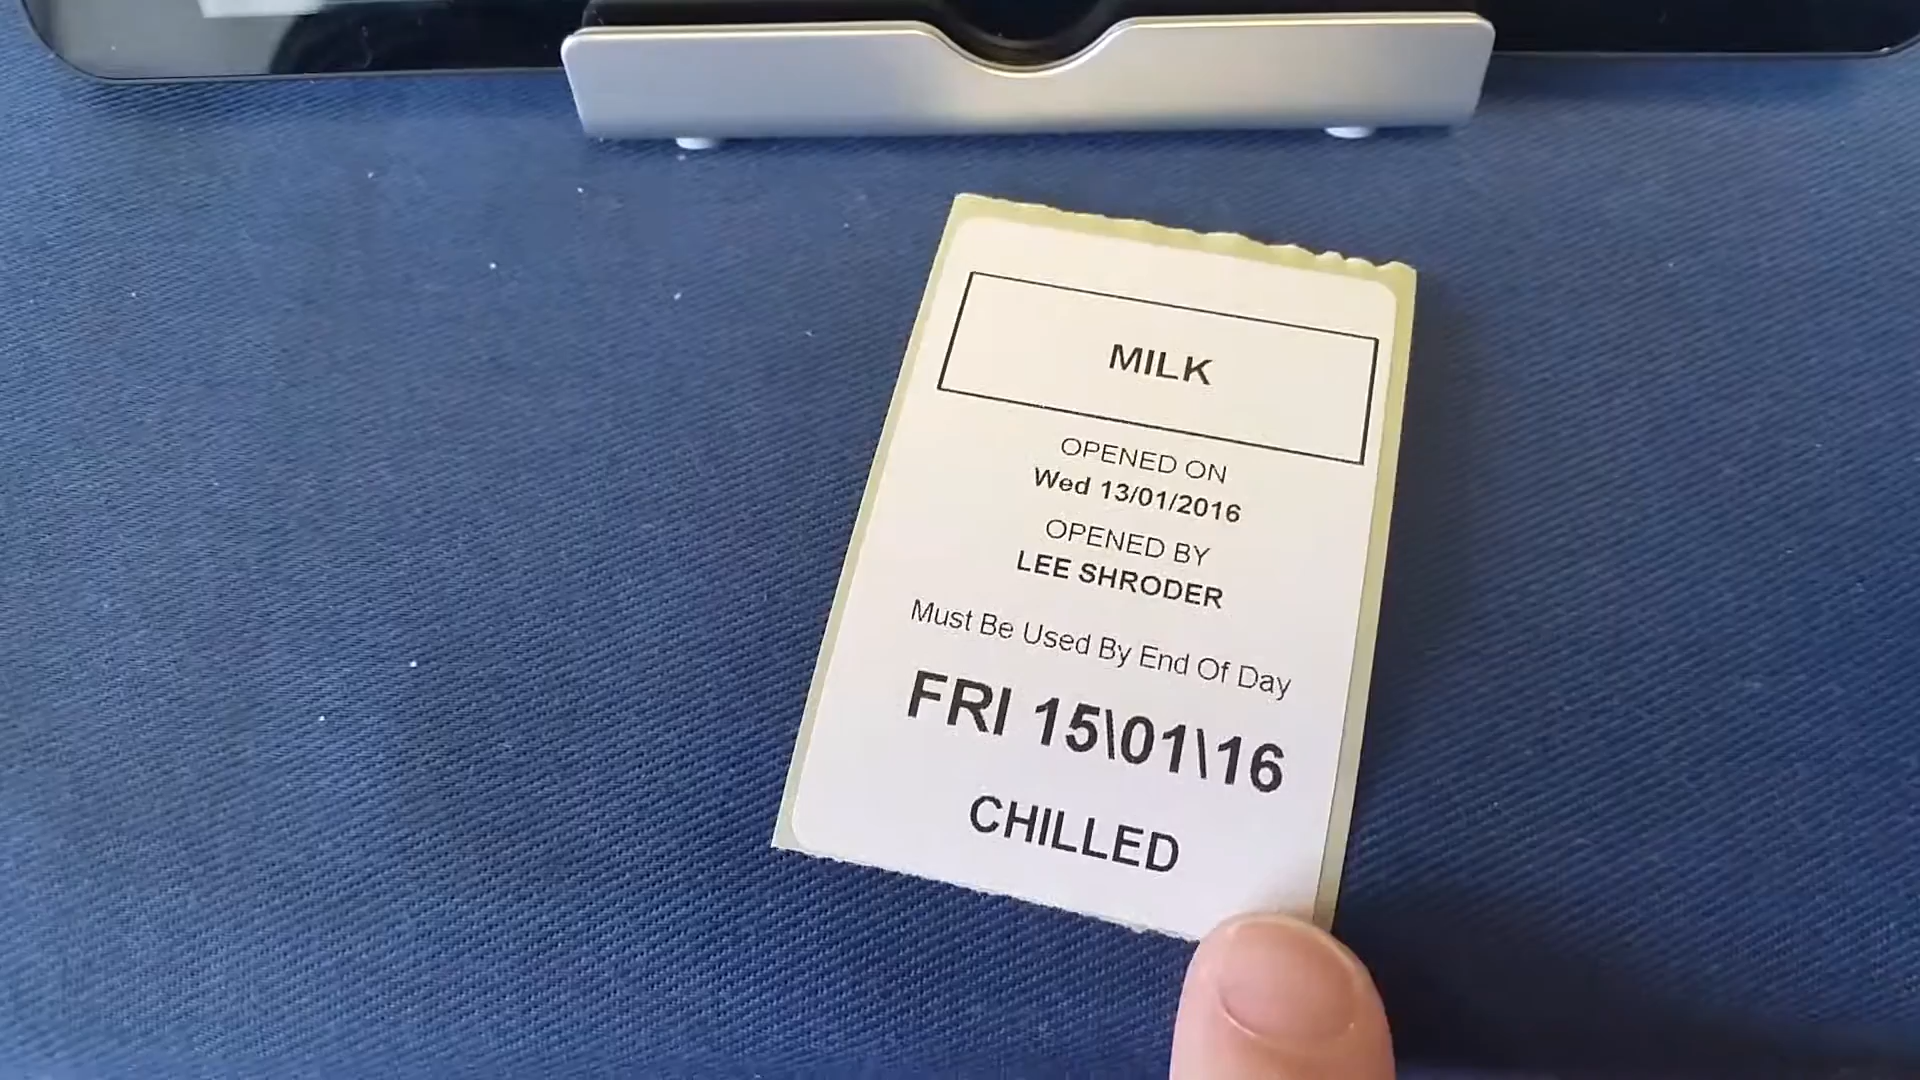 MILK
OPENED ON
Wed 13/01/2016
OPENED BY
LEE SHRODER
Must Be Used By End Of Day
FRI 15\01\16
CHILLED